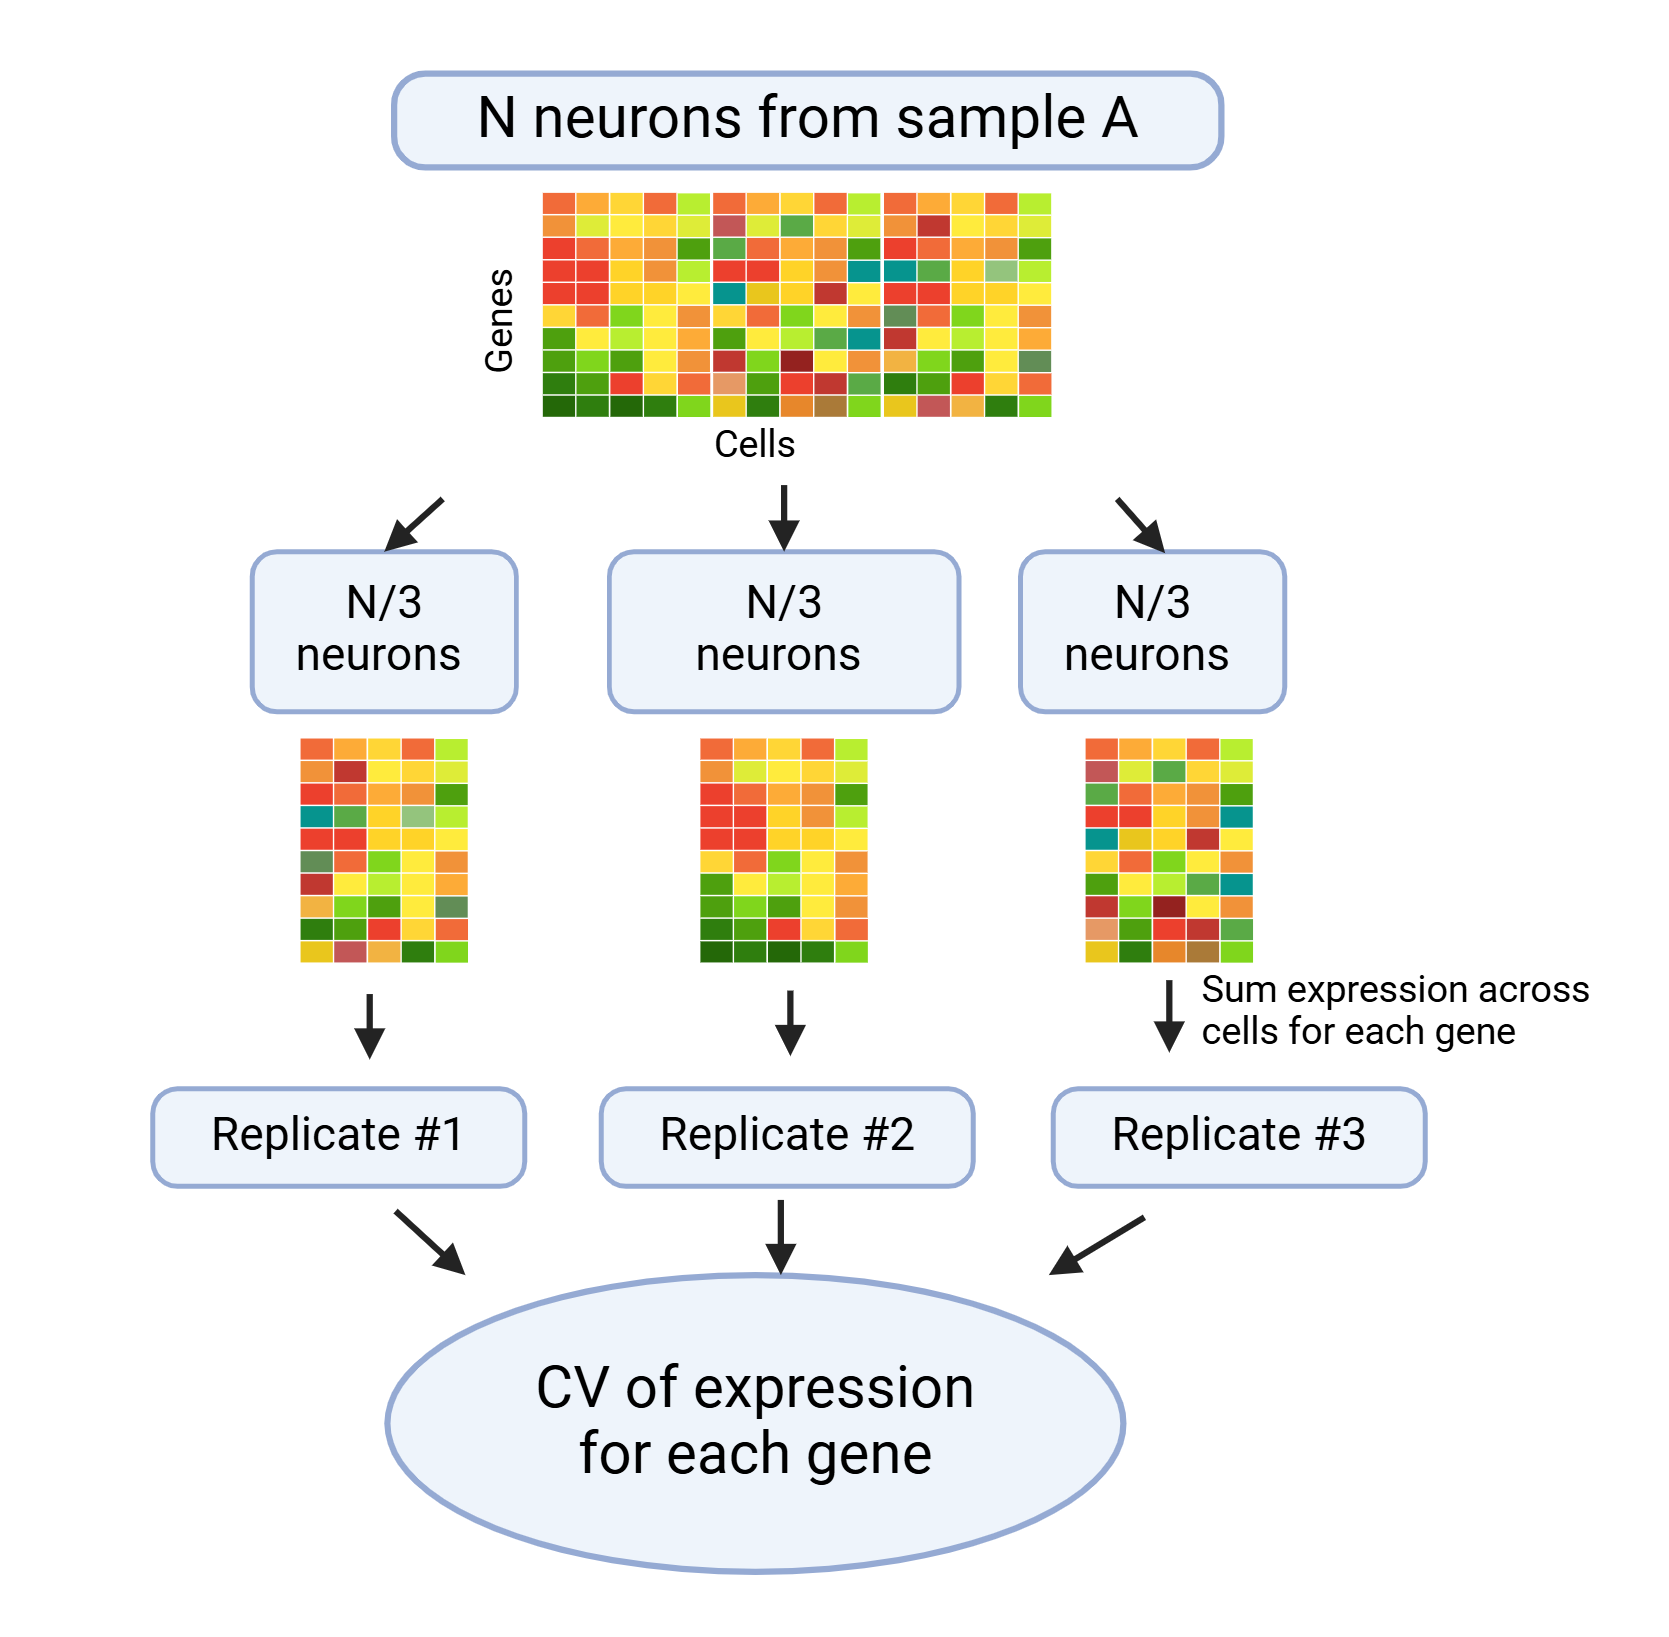 N neurons from sample A
Genes
Cells
N/3
neurons
N/3
neurons
N/3
neurons
Sum expression across
cells for each gene
Replicate #1
Replicate #2
Replicate #3
CV of expression
for each gene